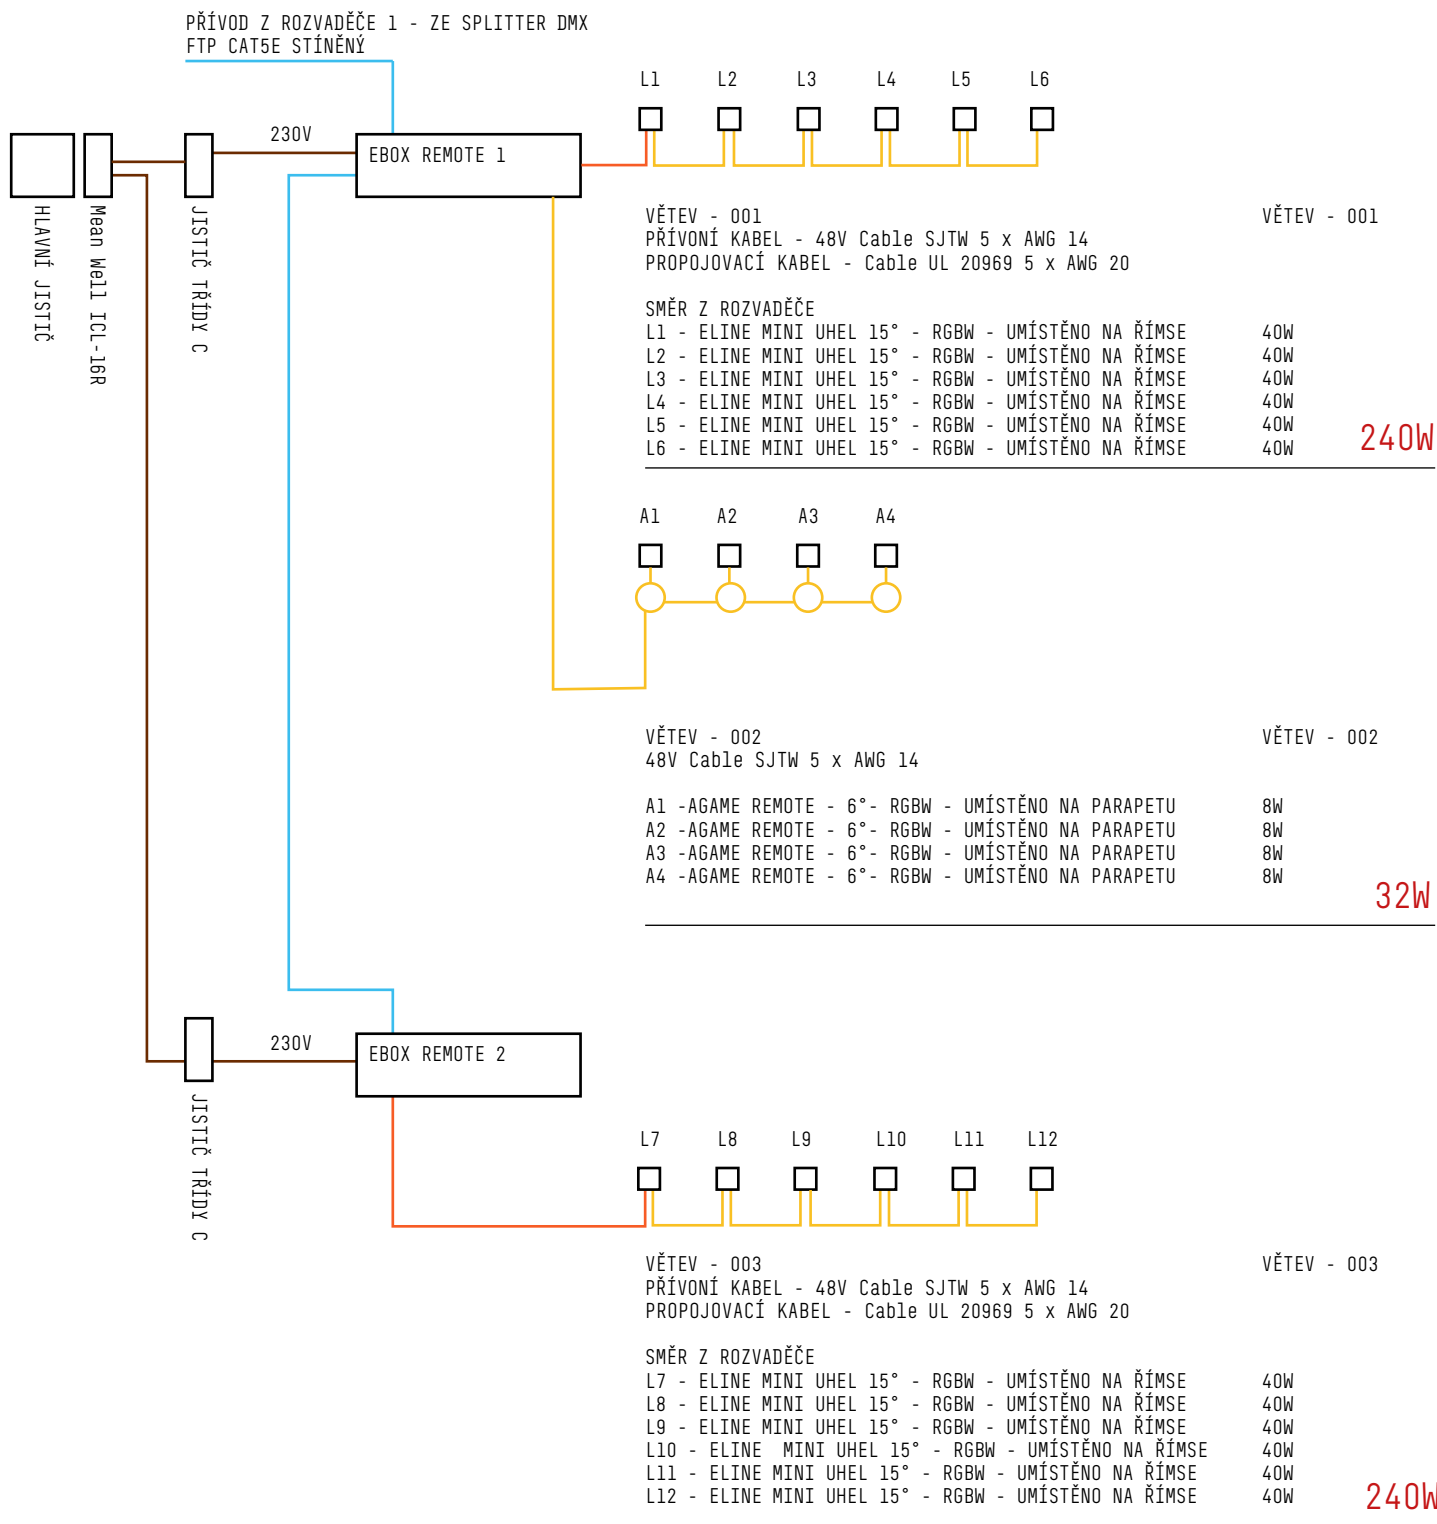 PŘÍVOD Z ROZVADĚČE 1 - ZE SPLITTER DMX
FTP CAT5E STÍNĚNÝ
L1 L2 L3 L4 L5 L6
230V
EBOX REMOTE 1
HLAVNÍ JISTIČ
Mean Well ICL-16R
JISTIČ TŘÍDY C
VĚTEV - 001 VĚTEV - 001
PŘÍVONÍ KABEL - 48V Cable SJTW 5 x AWG 14
PROPOJOVACÍ KABEL - Cable UL 20969 5 x AWG 20
SMĚR Z ROZVADĚČE
L1 - ELINE MINI UHEL 15° - RGBW - UMÍSTĚNO NA ŘÍMSE 40W
L2 - ELINE MINI UHEL 15° - RGBW - UMÍSTĚNO NA ŘÍMSE 40W
L3 - ELINE MINI UHEL 15° - RGBW - UMÍSTĚNO NA ŘÍMSE 40W
L4 - ELINE MINI UHEL 15° - RGBW - UMÍSTĚNO NA ŘÍMSE 40W
L5 - ELINE MINI UHEL 15° - RGBW - UMÍSTĚNO NA ŘÍMSE 40W
L6 - ELINE MINI UHEL 15° - RGBW - UMÍSTĚNO NA ŘÍMSE 40W
240W
A1 A2 A3 A4
VĚTEV - 002 VĚTEV - 002
48V Cable SJTW 5 x AWG 14
A1 -AGAME REMOTE - 6°- RGBW - UMÍSTĚNO NA PARAPETU 8W
A2 -AGAME REMOTE - 6°- RGBW - UMÍSTĚNO NA PARAPETU 8W
A3 -AGAME REMOTE - 6°- RGBW - UMÍSTĚNO NA PARAPETU 8W
A4 -AGAME REMOTE - 6°- RGBW - UMÍSTĚNO NA PARAPETU 8W
32W
230V
EBOX REMOTE 2
JISTIČ TŘÍDY C
L7 L8 L9 L10 L11 L12
VĚTEV - 003 VĚTEV - 003
PŘÍVONÍ KABEL - 48V Cable SJTW 5 x AWG 14
PROPOJOVACÍ KABEL - Cable UL 20969 5 x AWG 20
SMĚR Z ROZVADĚČE
L7 - ELINE MINI UHEL 15° - RGBW - UMÍSTĚNO NA ŘÍMSE 40W
L8 - ELINE MINI UHEL 15° - RGBW - UMÍSTĚNO NA ŘÍMSE 40W
L9 - ELINE MINI UHEL 15° - RGBW - UMÍSTĚNO NA ŘÍMSE 40W
L10 - ELINE MINI UHEL 15° - RGBW - UMÍSTĚNO NA ŘÍMSE 40W
L11 - ELINE MINI UHEL 15° - RGBW - UMÍSTĚNO NA ŘÍMSE 40W
L12 - ELINE MINI UHEL 15° - RGBW - UMÍSTĚNO NA ŘÍMSE 40W
240W